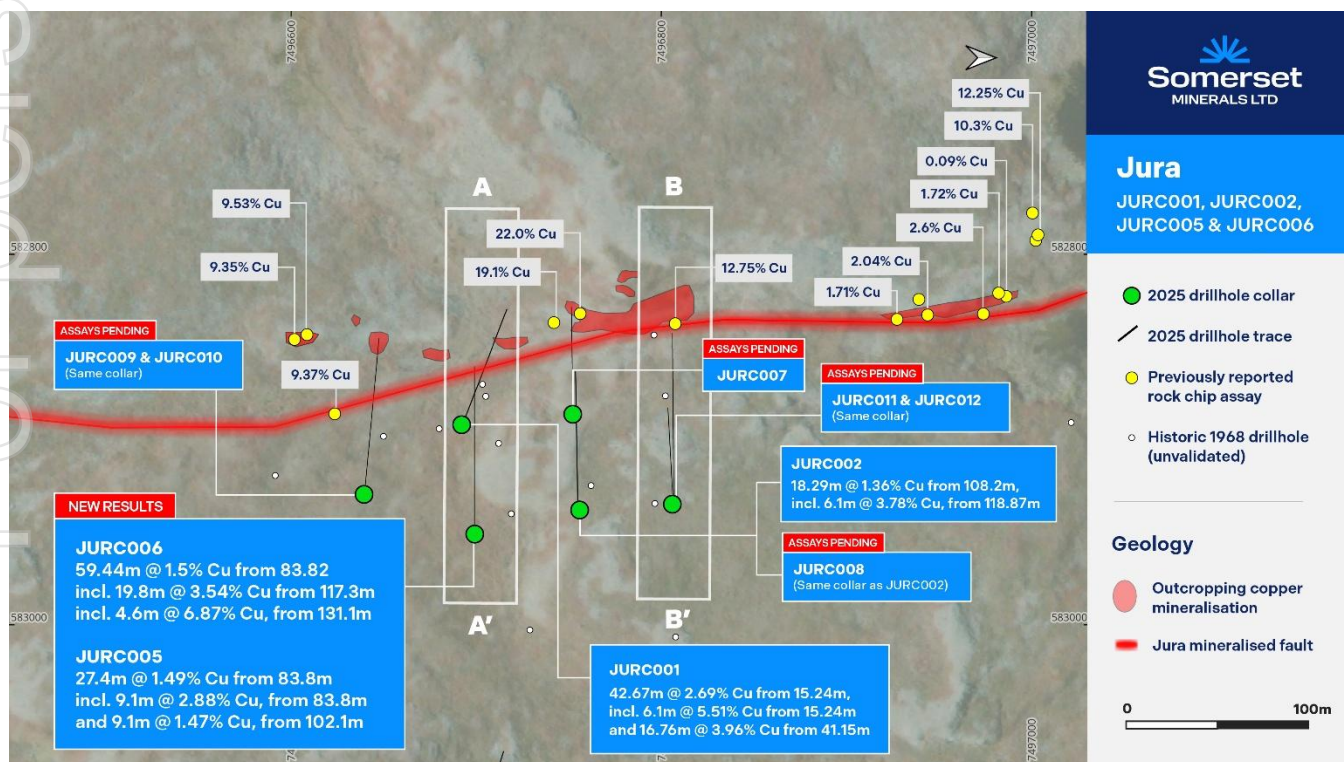 7496600
7496800
7497000
12.25% Cu
10.3% Cu
0.09% Cu
1.72% Cu
2.6% Cu
2.04% Cu
1.71% Cu
A
B
9.53% Cu
9.35% Cu
22.0% Cu
19.1% Cu
12.75% Cu
582800
582800
ASSAYS PENDING
JURC009 & JURC010
(Same collar)
9.37% Cu
ASSAYS PENDING
JURC007
ASSAYS PENDING
JURC011 & JURC012
(Same collar)
JURC002
18.29m @ 1.36% Cu from 108.2m,
incl. 6.1m @ 3.78% Cu, from 118.87m
ASSAYS PENDING
JURC008
(Same collar as JURC002)
NEW RESULTS
JURC006
59.44m @ 1.5% Cu from 83.82
incl. 19.8m @ 3.54% Cu from 117.3m
incl. 4.6m @ 6.87% Cu, from 131.1m
JURC005
27.4m @ 1.49% Cu from 83.8m
incl. 9.1m @ 2.88% Cu, from 83.8m
and 9.1m @ 1.47% Cu, from 102.1m
A'
B'
583000
583000
JURC001
42.67m @ 2.69% Cu from 15.24m,
incl. 6.1m @ 5.51% Cu from 15.24m
and 16.76m @ 3.96% Cu from 41.15m
7497000
Somerset
MINERALS LTD
Jura
JURC001, JURC002,
JURC005 & JURC006
2025 drillhole collar
2025 drillhole trace
Previously reported
rock chip assay
Historic 1968 drillhole
(unvalidated)
Geology
Outcropping copper
mineralisation
Jura mineralised fault
0
100m